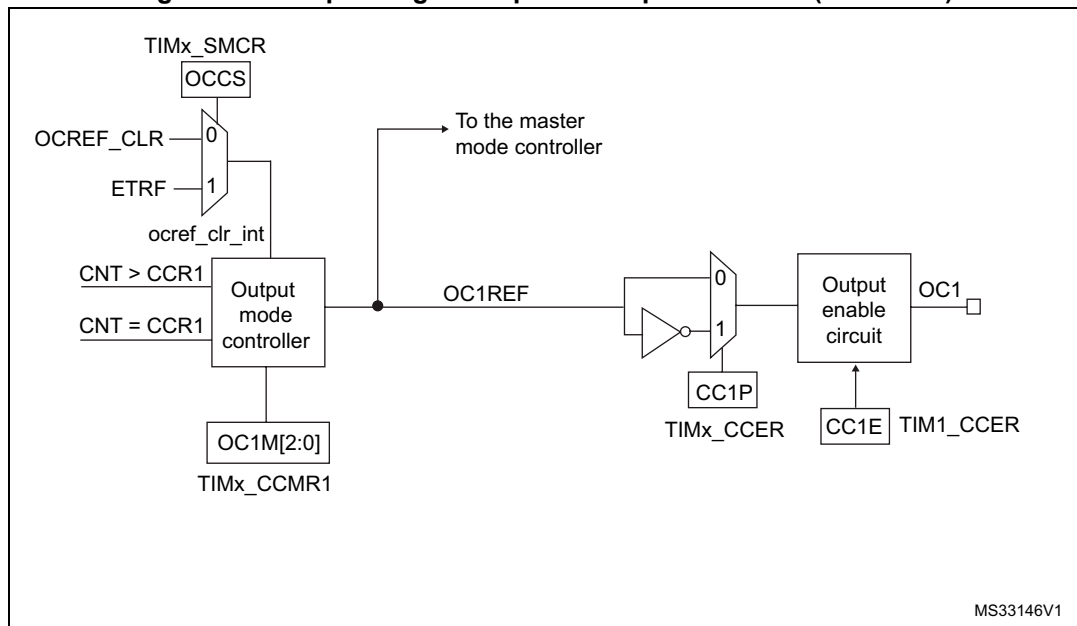 TIMx_SMCR
OCCS
OCREF_CLR
0
ETRF
1
ocref_clr_int
To the master
mode controller
CNT > CCR1
CNT = CCR1
Output
mode
controller
OC1REF
0
1
Output
enable
circuit
OC1
CC1P
TIMx_CCER
CC1E
TIM1_CCER
OC1M[2:0]
TIMx_CCMR1
MS33146V1